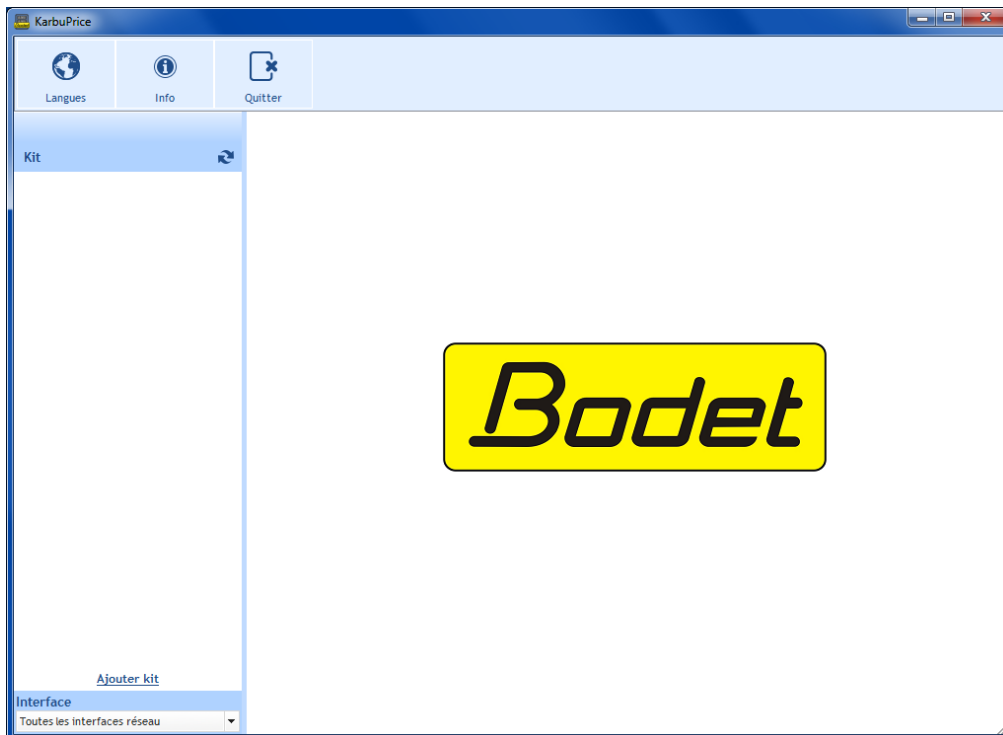 KarbuPrice
Langues Info Quitter
Kit
Bodet
Ajouter kit
Interface
Toutes les interfaces réseau